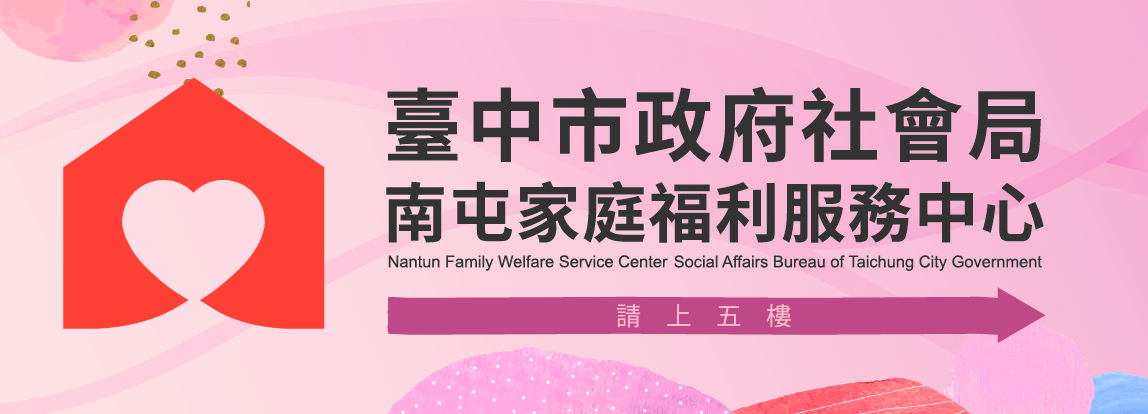 臺中市政府社會局
南屯家庭福利服務中心
Nantun Family Welfare Service Center Social Affairs Bureau of Taichung City Government
請上五樓